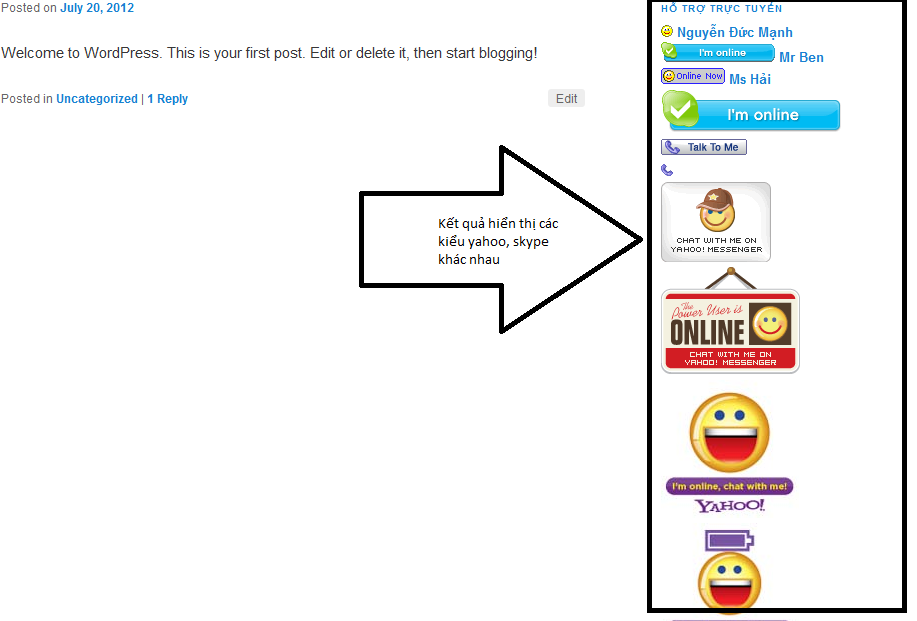 Posted on July 20, 2012
Welcome to WordPress. This is your first post. Edit or delete it, then start blogging!
Posted in Uncategorized | 1 Reply
Edit
Kết quả hiển thị các
kiểu yahoo, skype
khác nhau
HỖ TRỢ TRỰC TUYẾN
Nguyễn Đức Mạnh
I'm online Mr Ben
Online Now Ms Hải
I'm online
Talk To Me
CHAT WITH ME ON
YAHOO! MESSENGER
The
Power User is
ONLINE
CHAT WITH ME ON
YAHOO! MESSENGER
I'm online, chat with me!
YAHOO!